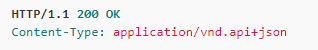 HTTP/1.1 200 OK
Content-Type: application/vnd.api+json